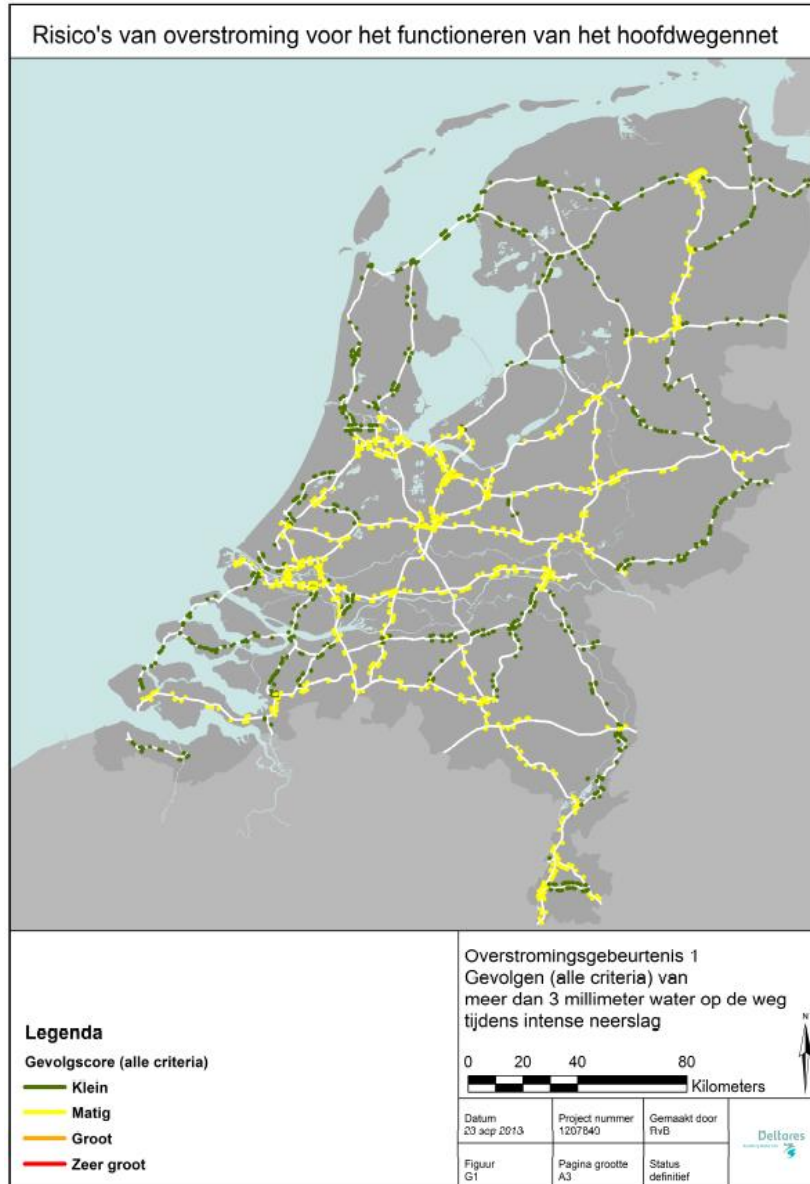 Risico's van overstroming voor het functioneren van het hoofdwegennet
Overstromingsgebeurtenis 1
Gevolgen (alle criteria) van
meer dan 3 millimeter water op de weg
tijdens intense neerslag
N
0 20 40 80
Kilometers
Legenda
Gevolgscore (alle criteria)
Klein
Matig
Groot
Zeer groot
Datum
23 sep 2013
Project nummer
1207840
Gemaakt door
RvB
Deltares
Figuur
G1
Pagina grootte
A3
Status
definitief